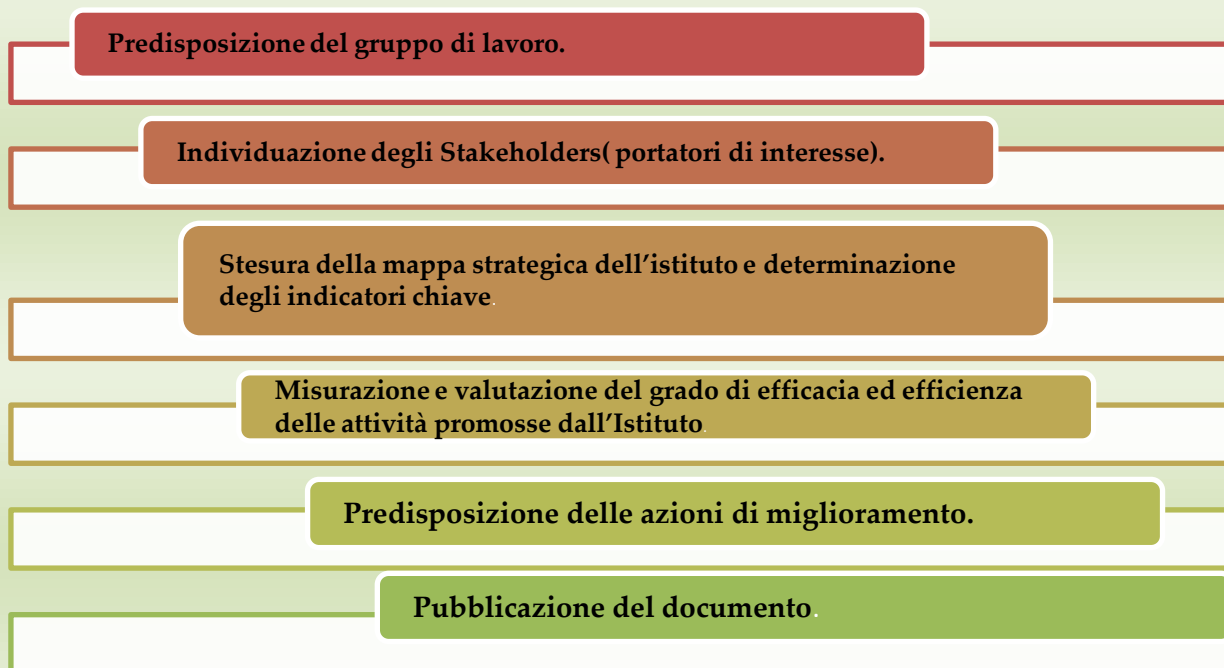 Predisposizione del gruppo di lavoro.
Individuazione degli Stakeholders( portatori di interesse).
Stesura della mappa strategica dell’istituto e determinazione
degli indicatori chiave.
Misurazione e valutazione del grado di efficacia ed efficienza
delle attività promosse dall’Istituto.
Predisposizione delle azioni di miglioramento.
Pubblicazione del documento.